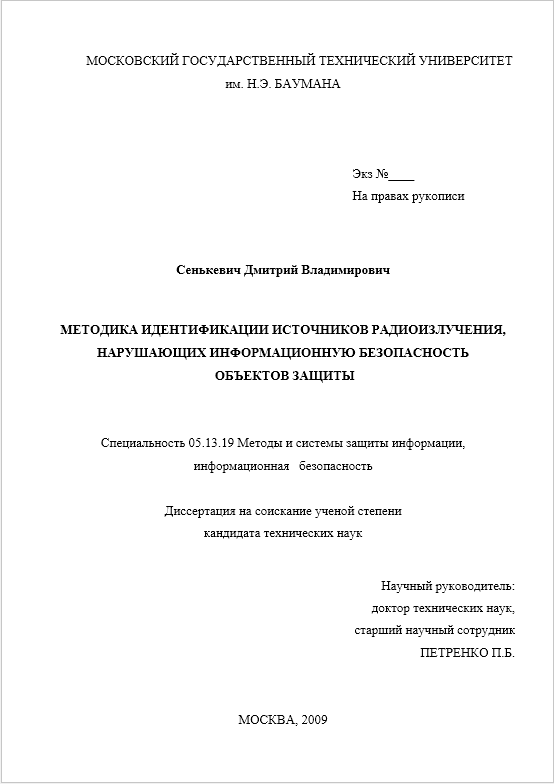 МОСКОВСКИЙ ГОСУДАРСТВЕННЫЙ ТЕХНИЧЕСКИЙ УНИВЕРСИТЕТ
им. Н.Э. БАУМАНА
Экз №____
На правах рукописи
Сенькевич Дмитрий Владимирович
МЕТОДИКА ИДЕНТИФИКАЦИИ ИСТОЧНИКОВ РАДИОИЗЛУЧЕНИЯ,
НАРУШАЮЩИХ ИНФОРМАЦИОННУЮ БЕЗОПАСНОСТЬ
ОБЪЕКТОВ ЗАЩИТЫ
Специальность 05.13.19 Методы и системы защиты информации,
информационная безопасность
Диссертация на соискание ученой степени
кандидата технических наук
Научный руководитель:
доктор технических наук,
старший научный сотрудник
ПЕТРЕНКО П.Б.
МОСКВА, 2009